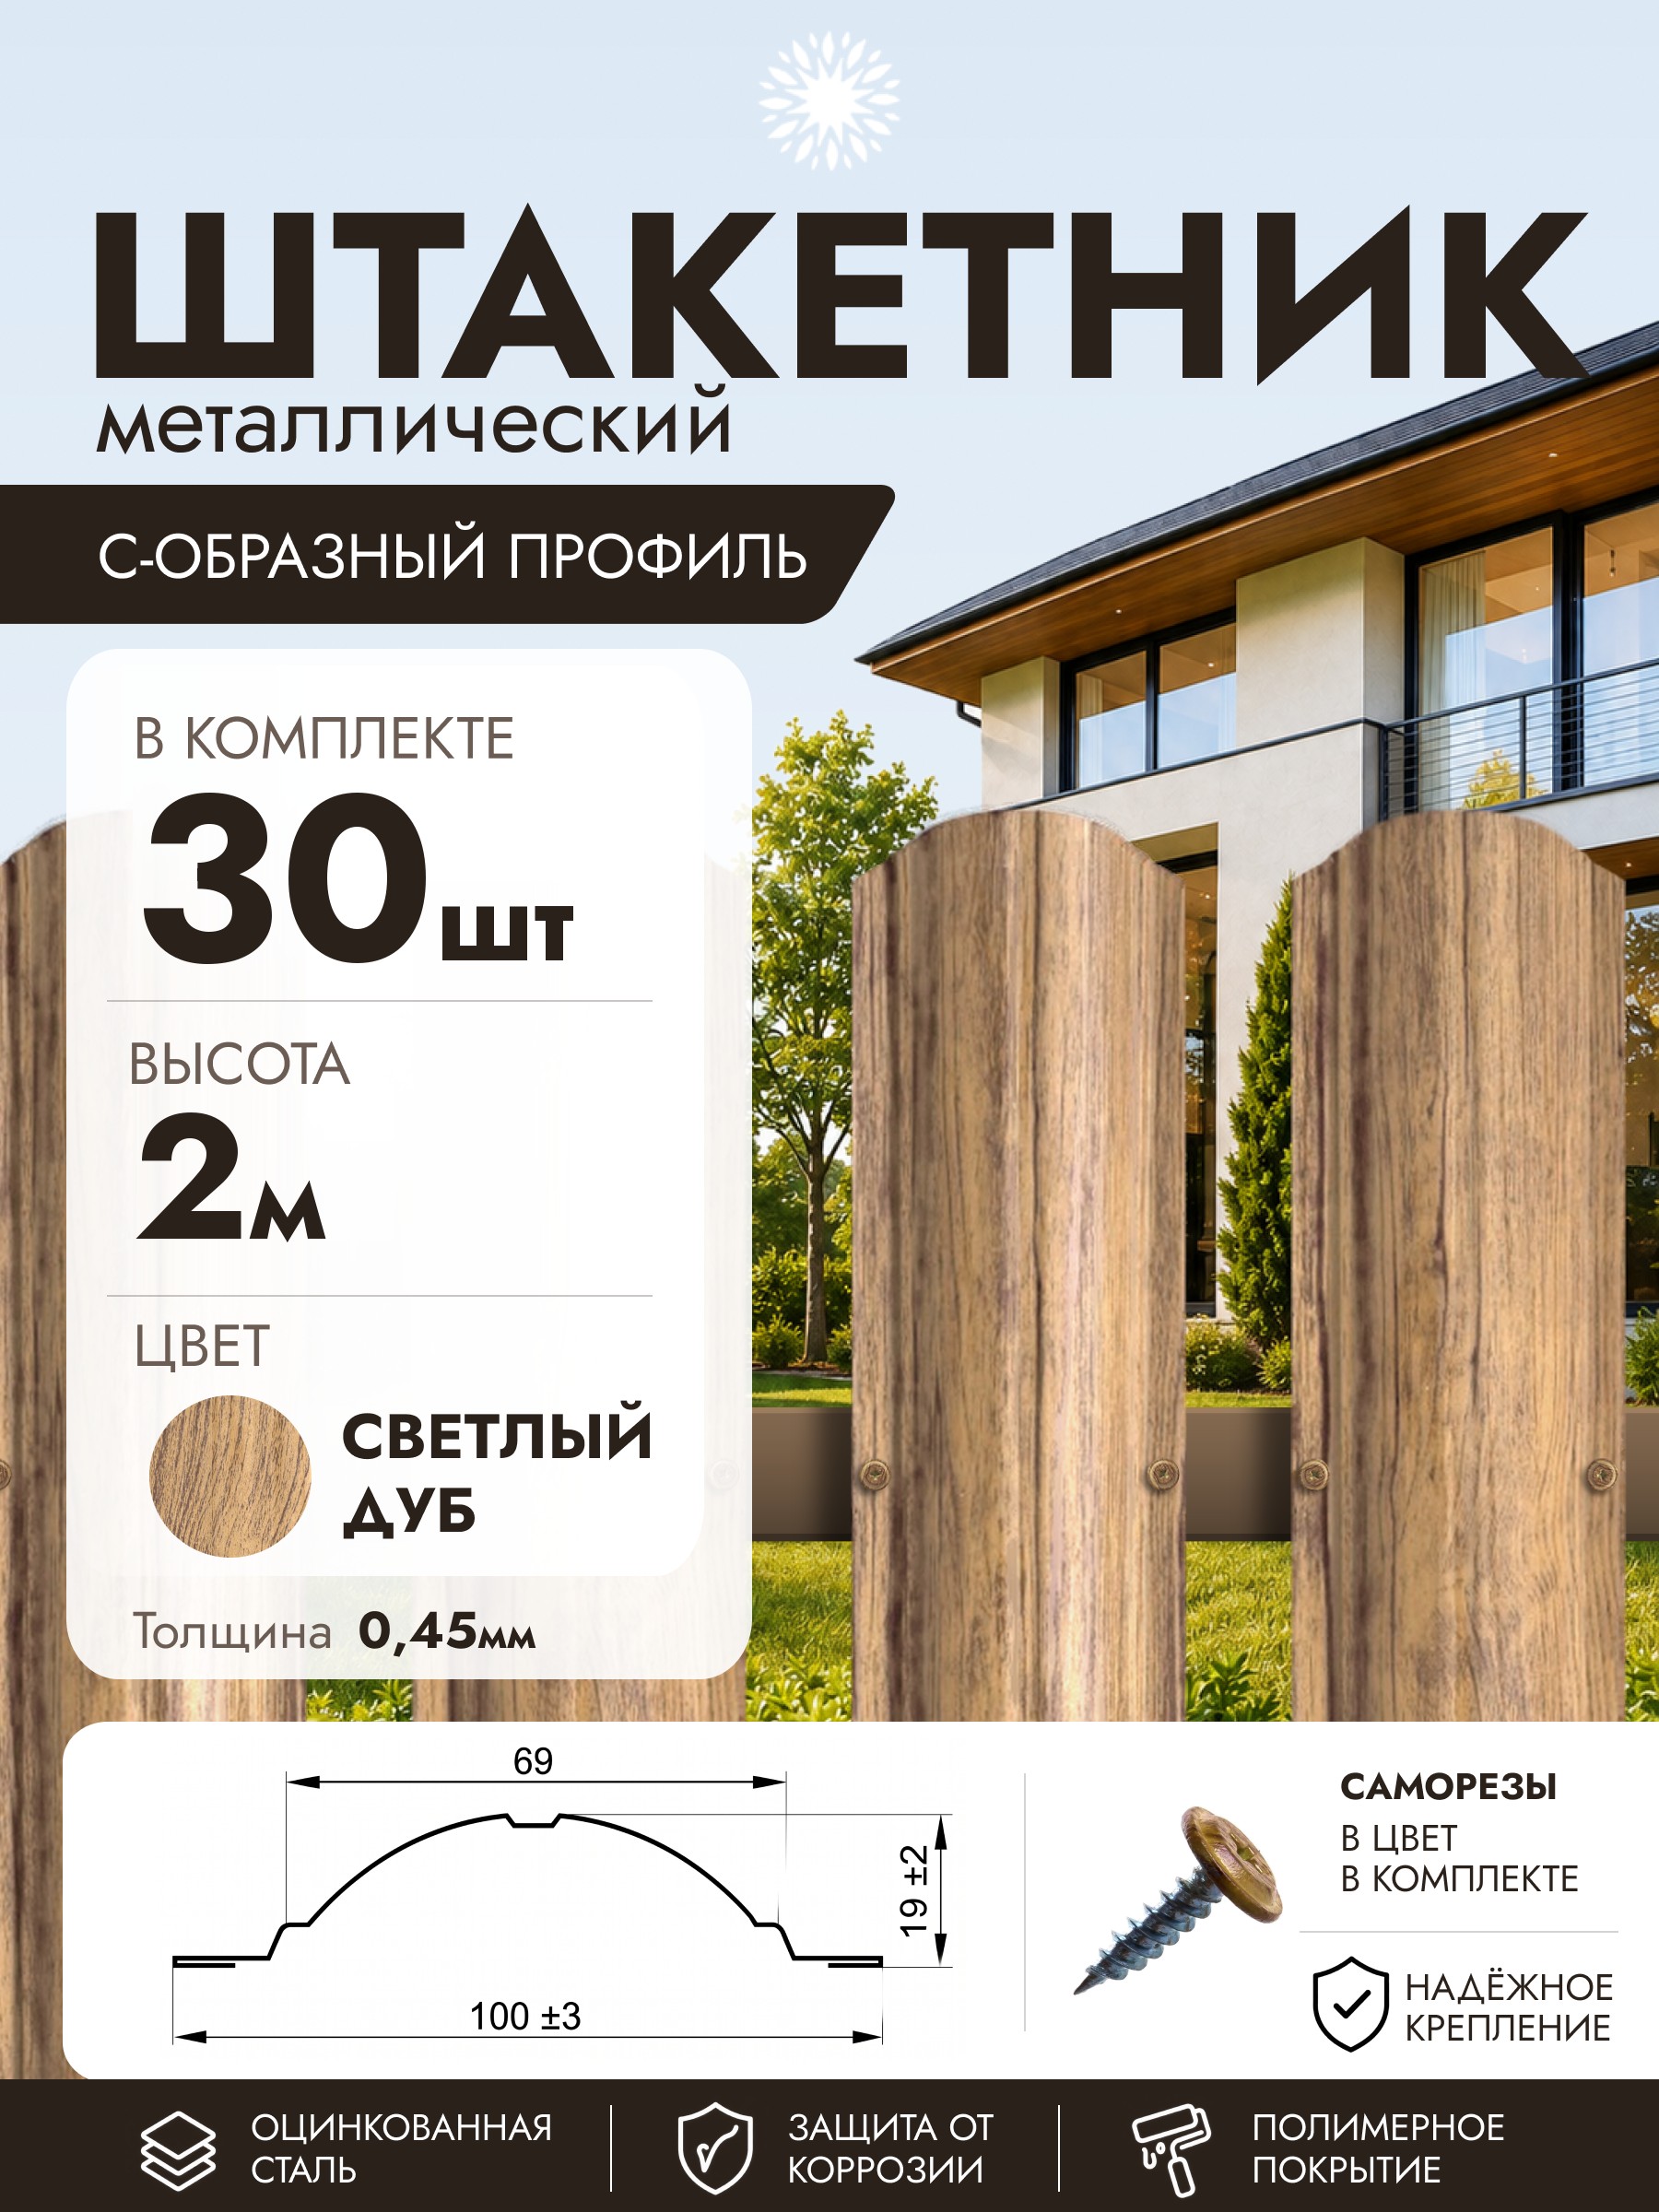 ШТАКЕТНИК
металлический
С-ОБРАЗНЫЙ ПРОФИЛЬ
В КОМПЛЕКТЕ
30шт
ВЫСОТА
2м
ЦВЕТ
СВЕТЛЫЙ
ДУБ
Толщина 0,45мм
69
19 ±2
100 ±3
САМОРЕЗЫ
В ЦВЕТ
В КОМПЛЕКТЕ
НАДЁЖНОЕ
КРЕПЛЕНИЕ
ОЦИНКОВАННАЯ
СТАЛЬ
ЗАЩИТА ОТ
КОРРОЗИИ
ПОЛИМЕРНОЕ
ПОКРЫТИЕ